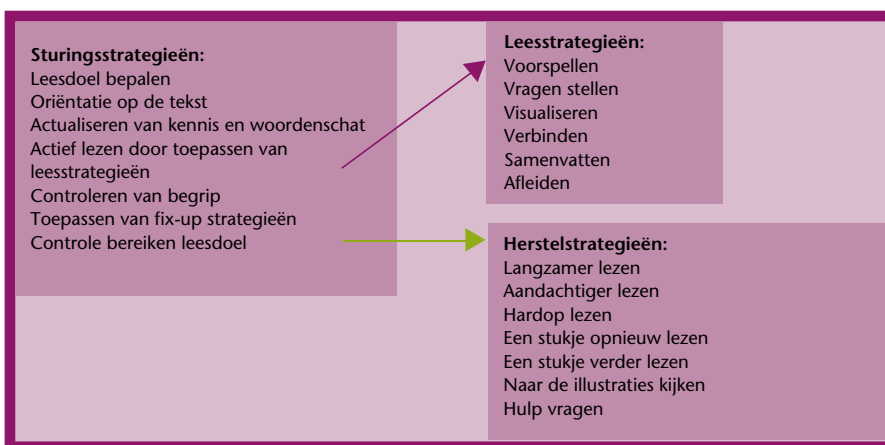 Sturingsstrategieën:
Leesdoel bepalen
Oriëntatie op de tekst
Actualiseren van kennis en woordenschat
Actief lezen door toepassen van
leesstrategieën
Controleren van begrip
Toepassen van fix-up strategieën
Controle bereiken leesdoel
Leesstrategieën:
Voorspellen
Vragen stellen
Visualiseren
Verbinden
Samenvatten
Afleiden
Herstelstrategieën:
Langzamer lezen
Aandachtiger lezen
Hardop lezen
Een stukje opnieuw lezen
Een stukje verder lezen
Naar de illustraties kijken
Hulp vragen